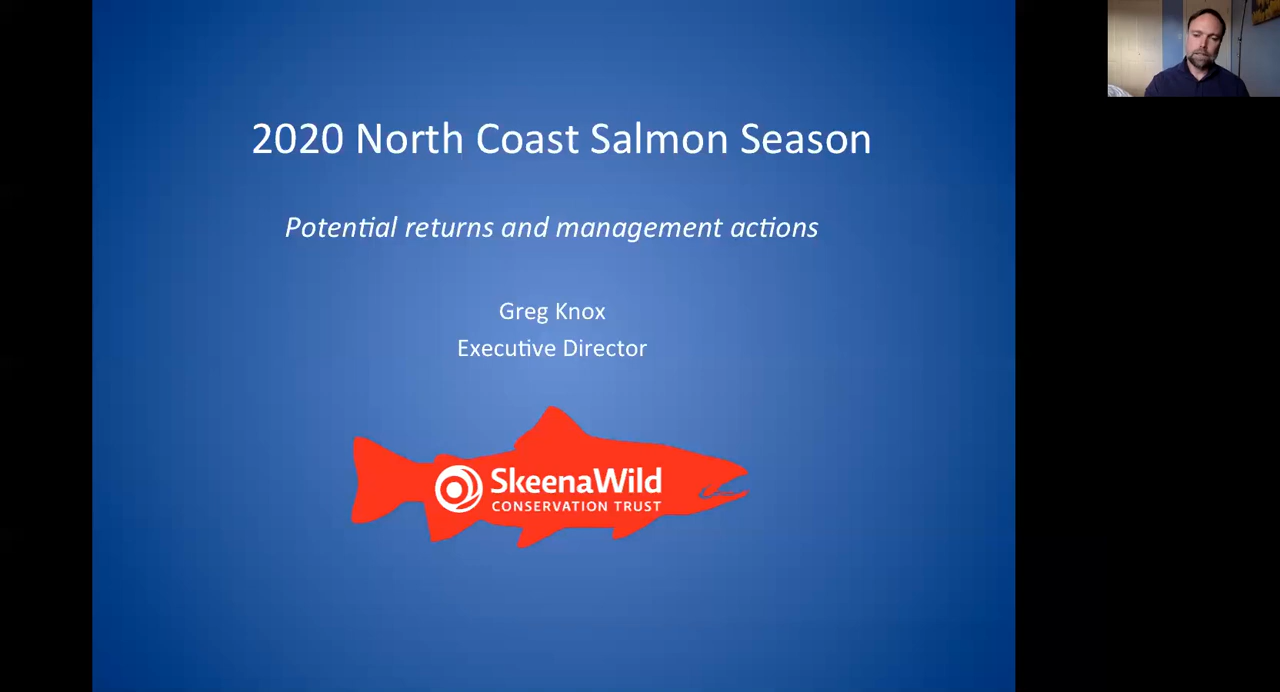 2020 North Coast Salmon Season
Potential returns and management actions
Greg Knox
Executive Director
SkeenaWild
CONSERVATION TRUST